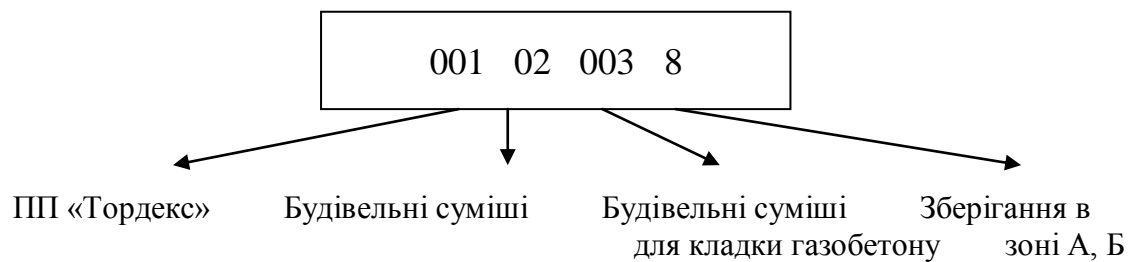 001 02 003 8
ПП «Тордекс» Будівельні суміші Будівельні суміші Зберігання в
для кладки газобетону зоні А, Б